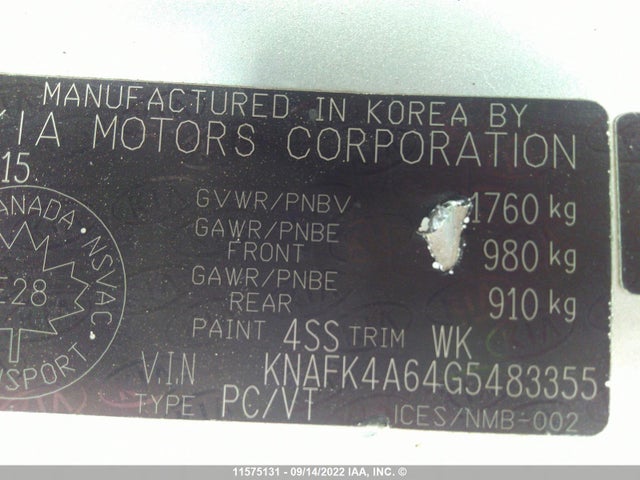 MANUFACTURED IN KOREA BY
KIA MOTORS CORPORATION
15
GVWR/PNBV 1760 kg
GAWR/PNBE FRONT 980 kg
GAWR/PNBE REAR 910 kg
PAINT 4SS TRIM WK
V.I.N KNAFK4A64G5483355
TYPE PC/VT ICES/NMB-002
CANADA NSVAC
E28
NSPORT
11575131 - 09/14/2022 IAA, INC. ©